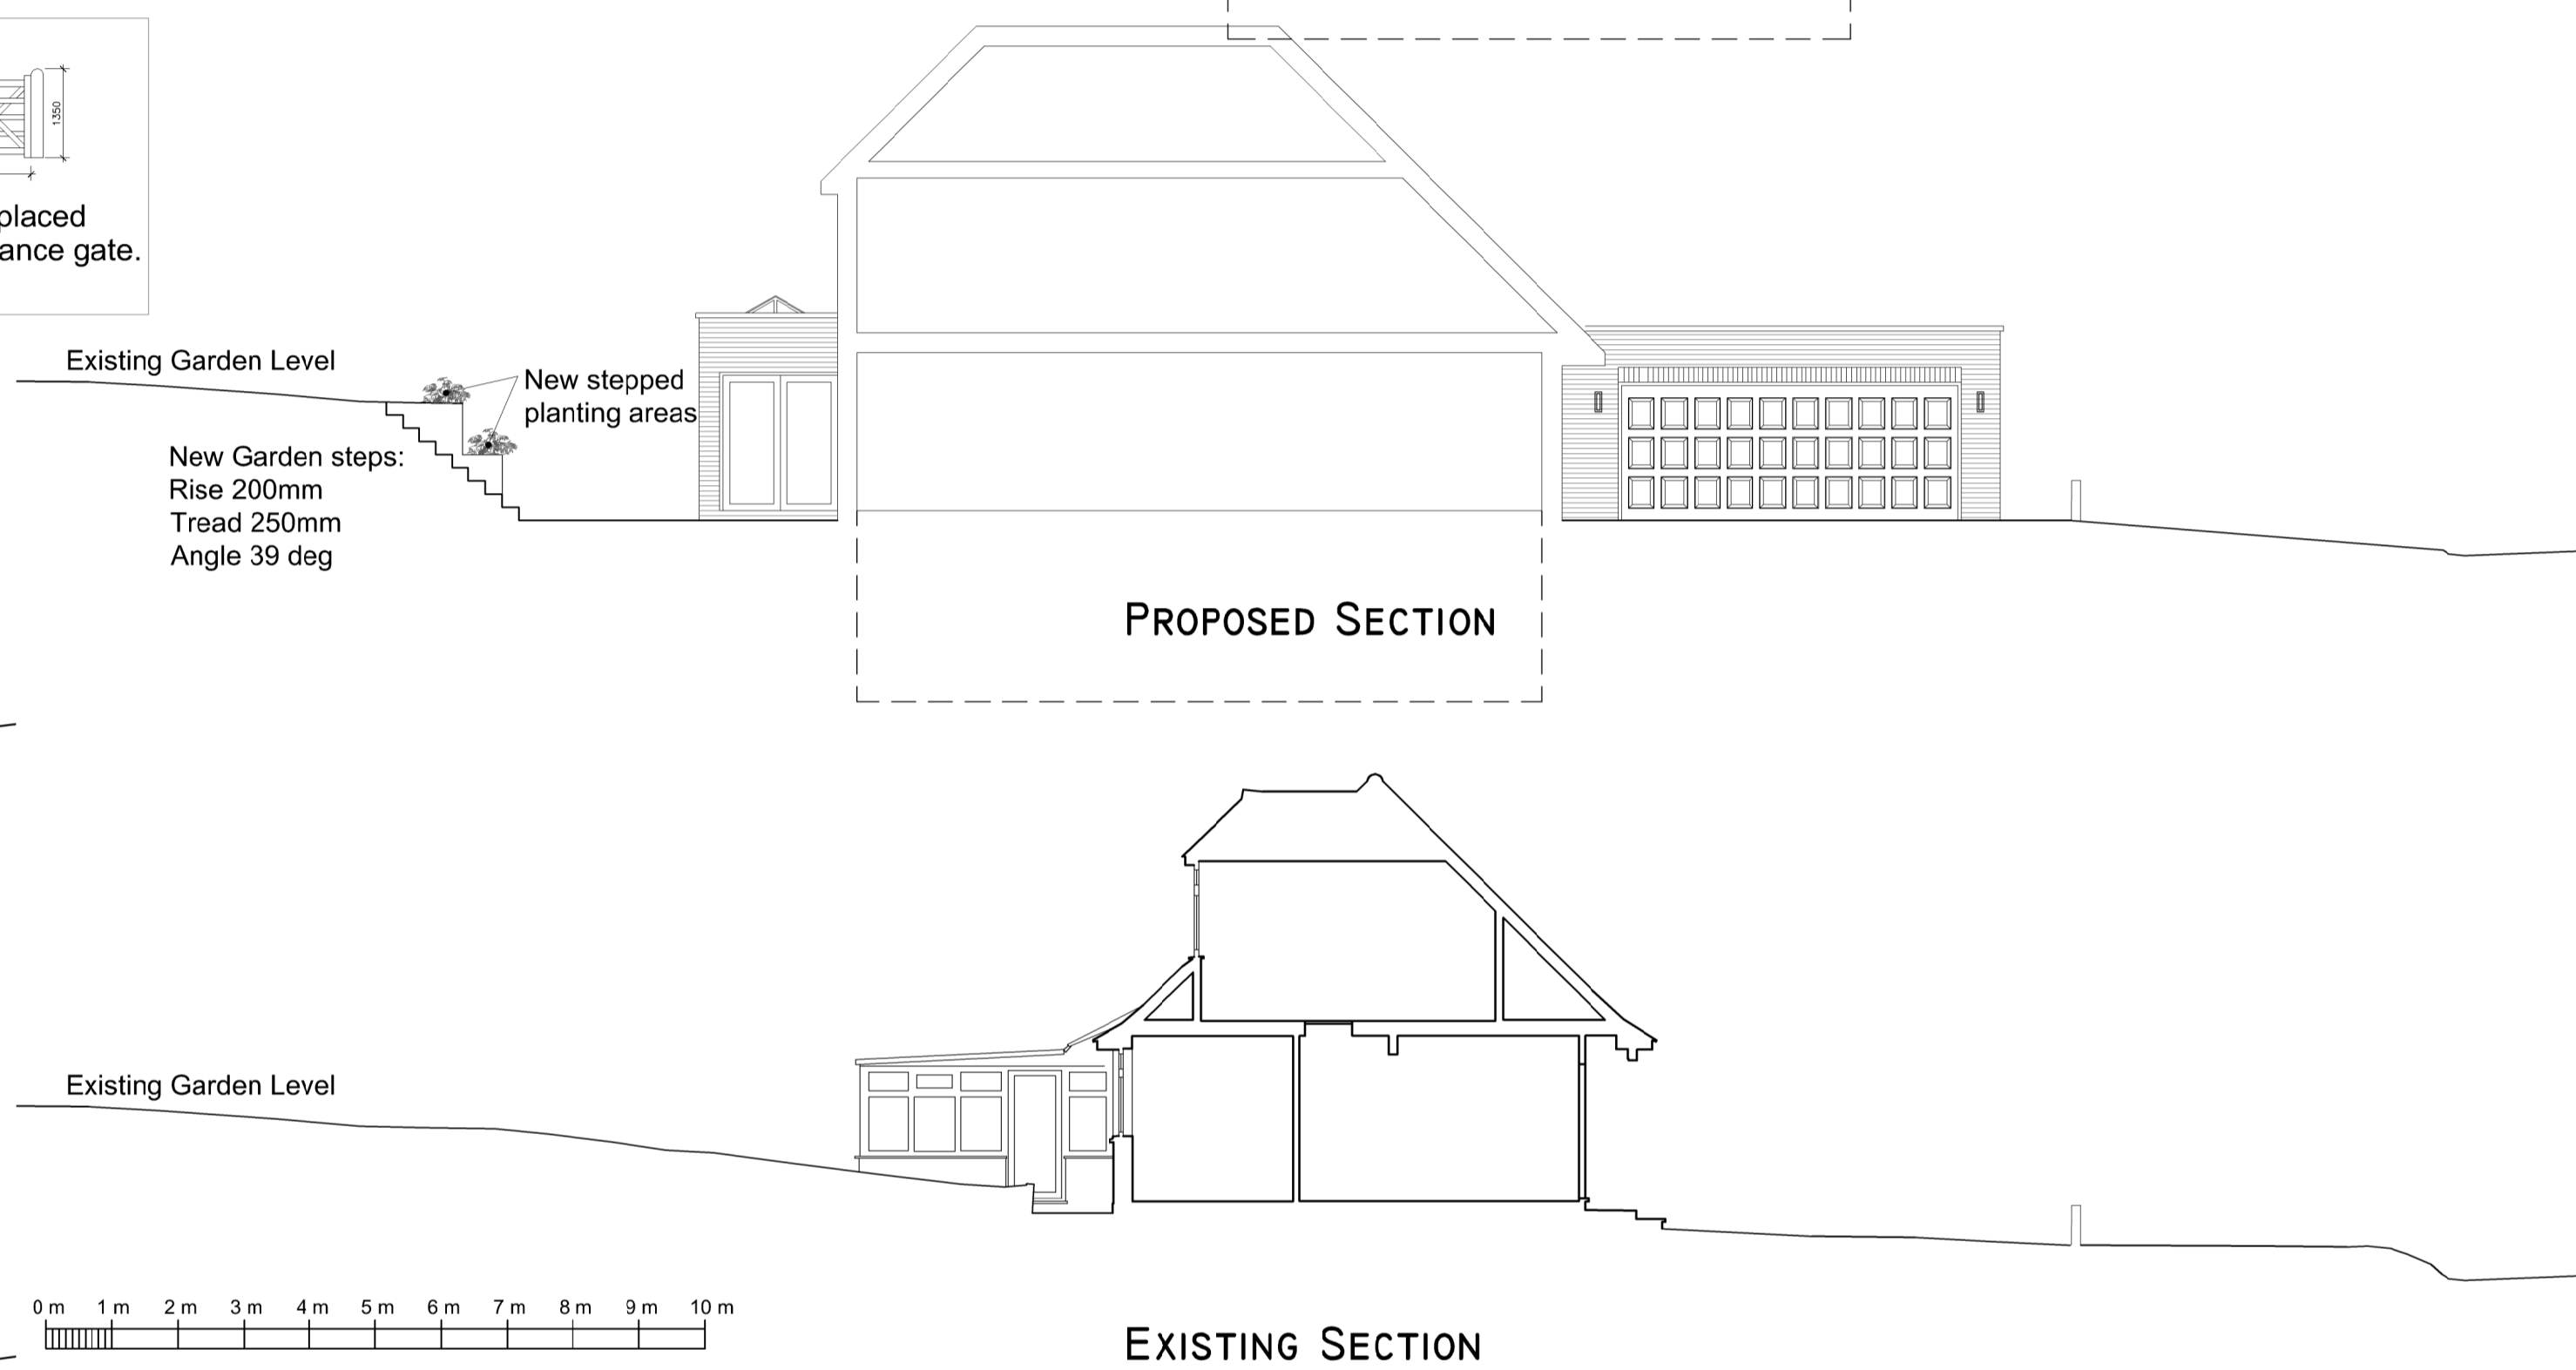 1350
placed
ance gate.
Existing Garden Level
New stepped
planting areas
New Garden steps:
Rise 200mm
Tread 250mm
Angle 39 deg
PROPOSED SECTION
Existing Garden Level
0 m 1 m 2 m 3 m 4 m 5 m 6 m 7 m 8 m 9 m 10 m
EXISTING SECTION